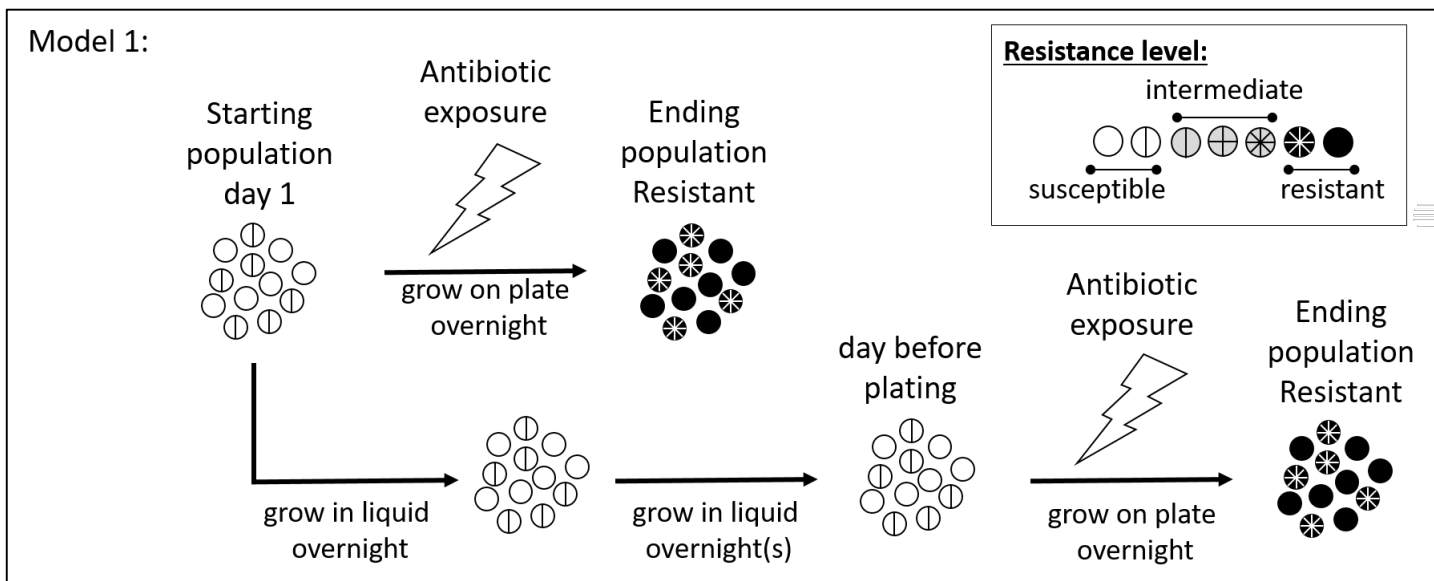 Model 1:
Resistance level:
intermediate
susceptible
resistant
Starting
population
day 1
Antibiotic
exposure
grow on plate
overnight
Ending
population
Resistant
grow in liquid
overnight
grow in liquid
overnight(s)
day before
plating
Antibiotic
exposure
grow on plate
overnight
Ending
population
Resistant